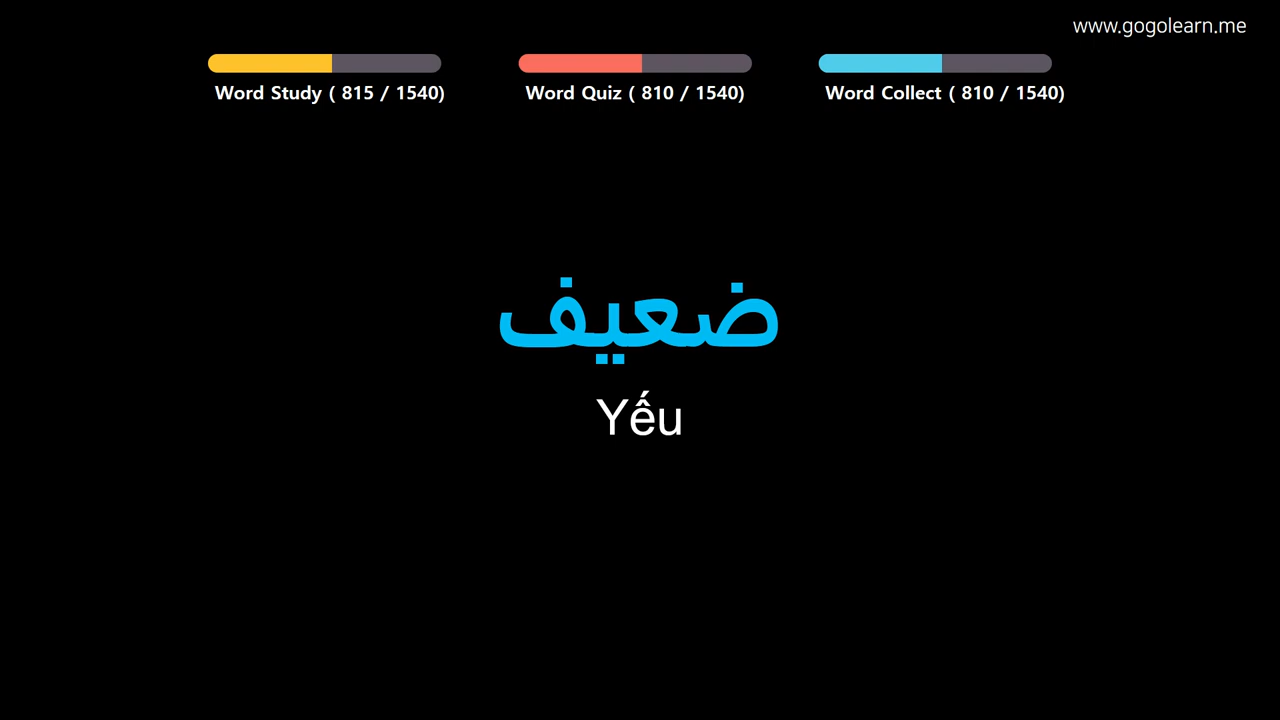 www.gogolearn.me
Word Study ( 815 / 1540)
Word Quiz ( 810 / 1540)
Word Collect ( 810 / 1540)
ضعيف
Yếu